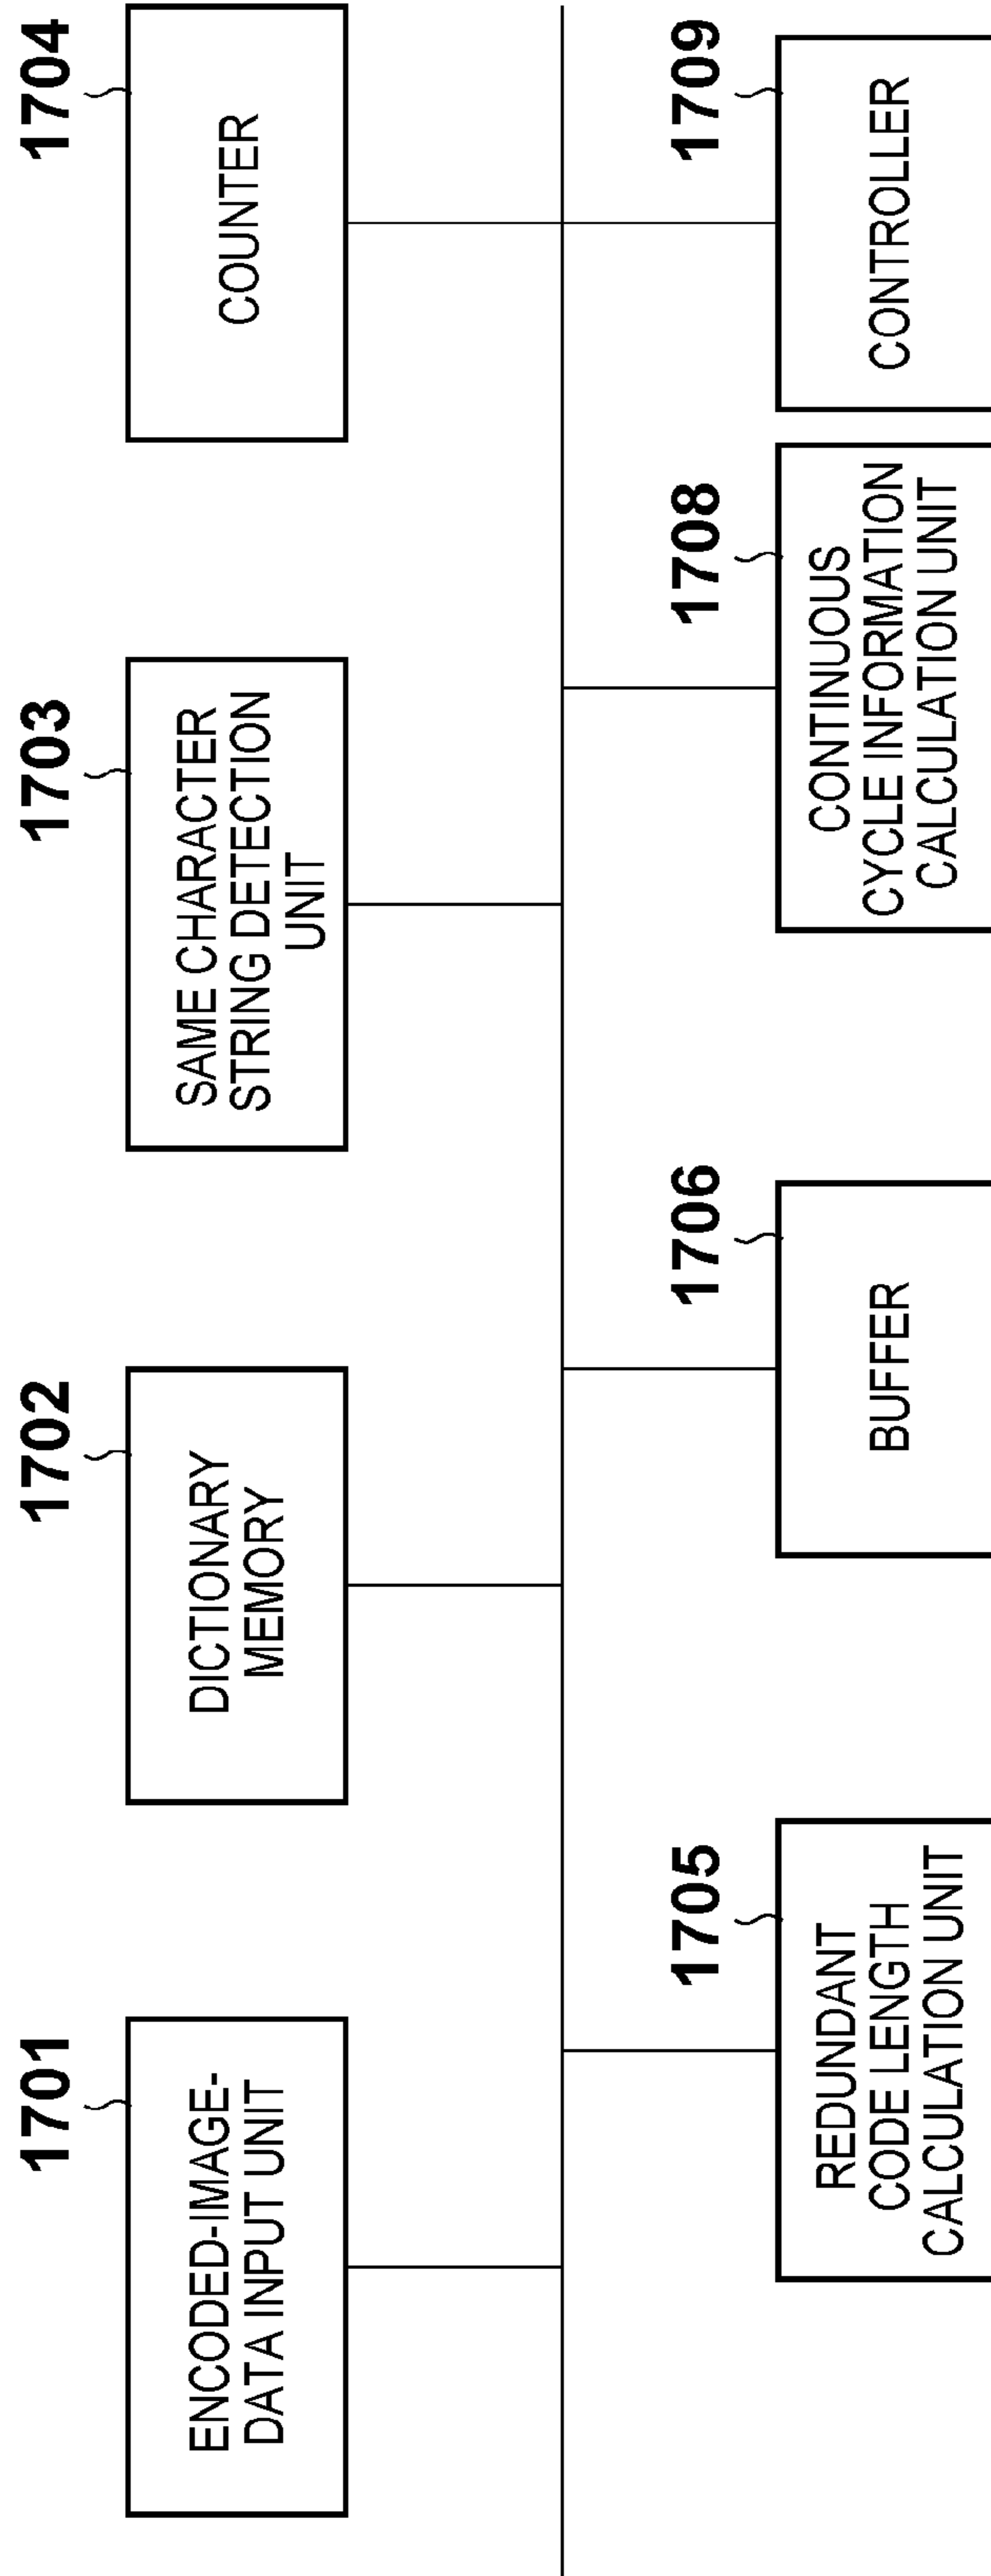 1701
ENCODED-IMAGE-
DATA INPUT UNIT
1702
DICTIONARY
MEMORY
1703
SAME CHARACTER
STRING DETECTION
UNIT
1704
COUNTER
1705
REDUNDANT
CODE LENGTH
CALCULATION UNIT
1706
BUFFER
1708
CONTINUOUS
CYCLE INFORMATION
CALCULATION UNIT
1709
CONTROLLER